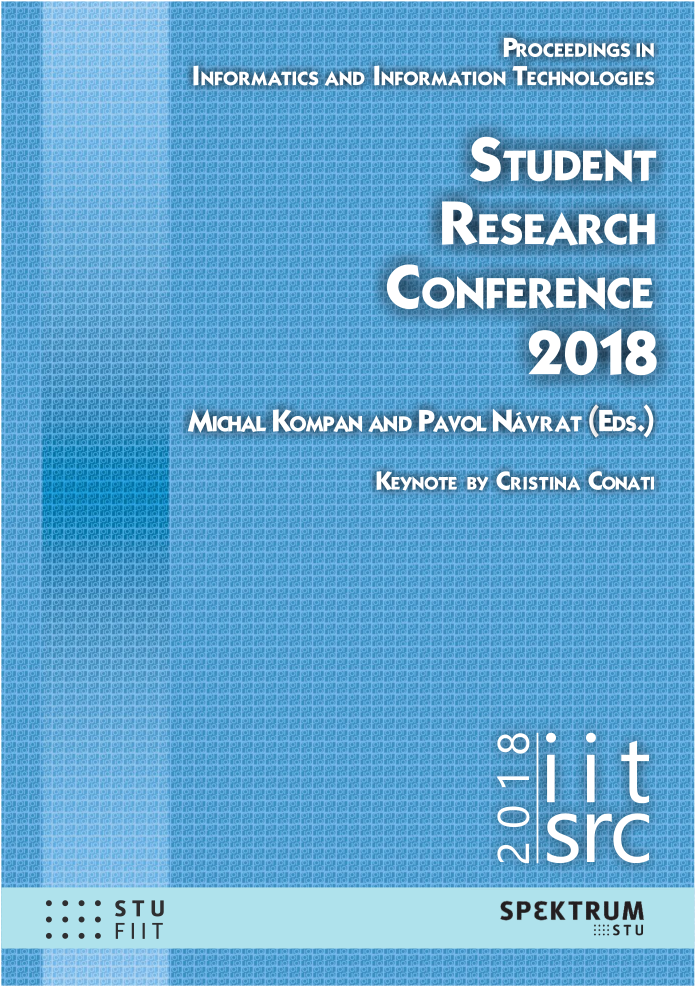 PROCEEDINGS IN
INFORMATICS AND INFORMATION TECHNOLOGIES
STUDENT
RESEARCH
CONFERENCE
2018
MICHAL KOMPAN AND PAVOL NÁVRAT (EDS.)
KEYNOTE BY CRISTINA CONATI
2018
iit
src
STU
FIIT
SPEKTRUM
STU